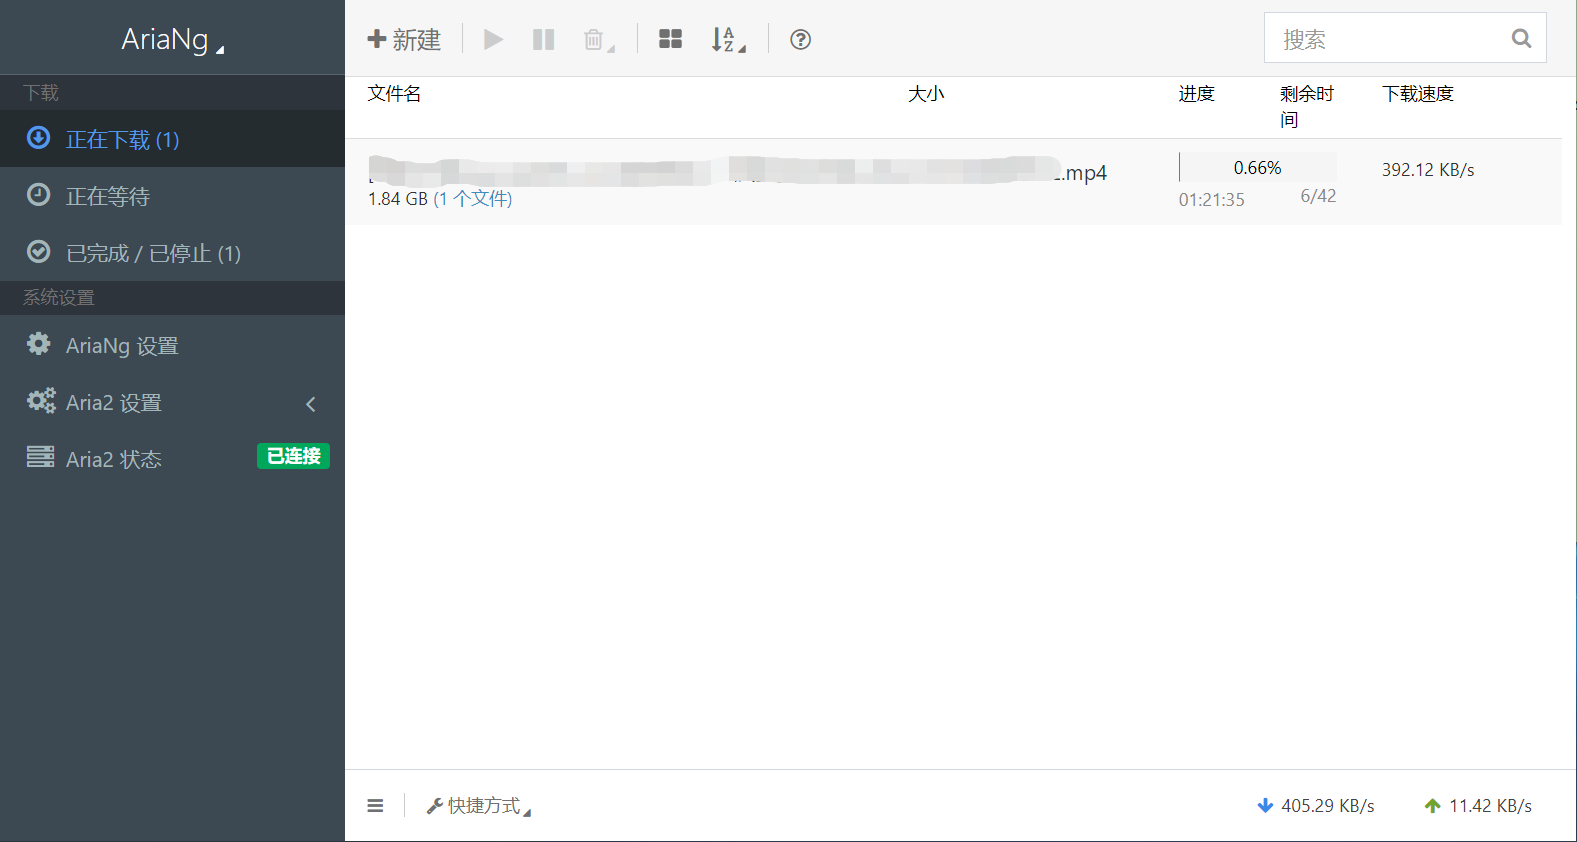 AriaNg
新建
搜索
下载
正在下载 (1)
正在等待
已完成 / 已停止 (1)
系统设置
AriaNg 设置
Aria2 设置
Aria2 状态
已连接
文件名
大小
进度
剩余时
间
下载速度
.mp4
1.84 GB (1 个文件)
0.66%
01:21:35
6/42
392.12 KB/s
快捷方式
405.29 KB/s
11.42 KB/s